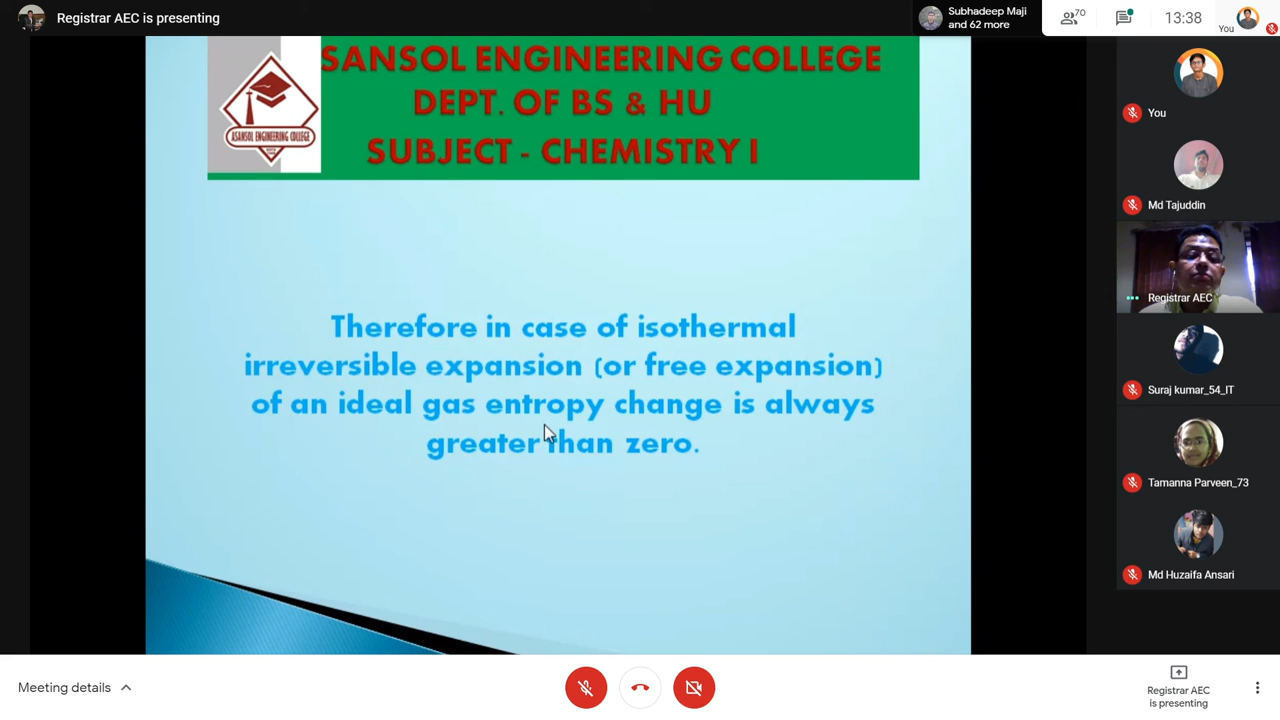 Registrar AEC is presenting
Subhadeep Maji
and 62 more
70
13:38
You
SANSOL ENGINEERING COLLEGE
DEPT. OF BS & HU
SUBJECT - CHEMISTRY I
ASANSOL ENGINEERING COLLEGE
Therefore in case of isothermal
irreversible expansion (or free expansion)
of an ideal gas entropy change is always
greater than zero.
You
Md Tajuddin
Registrar AEC
Suraj kumar_54_IT
Tamanna Parveen_73
Md Huzaifa Ansari
Meeting details
Registrar AEC
is presenting